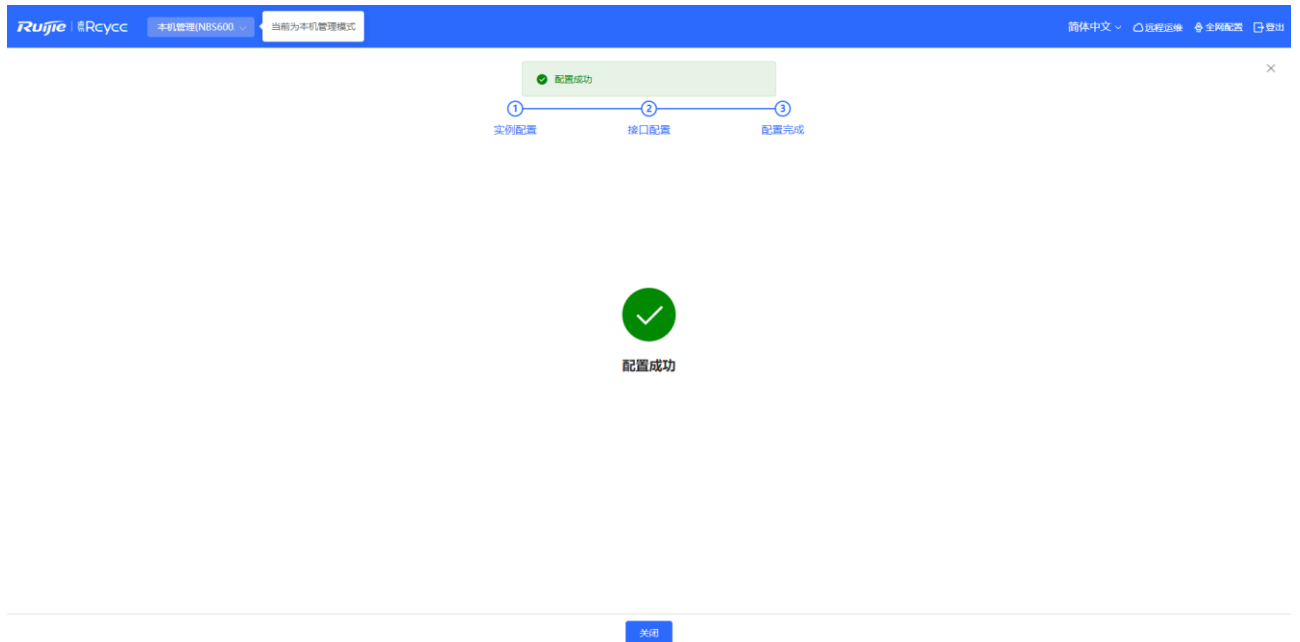 Ruijie Rcycc 本机管理(NBS600. 当前为本机管理模式 简体中文 远程运维 全网配置 登出
配置成功
1 2 3
实例配置 接口配置 配置完成
配置成功
关闭